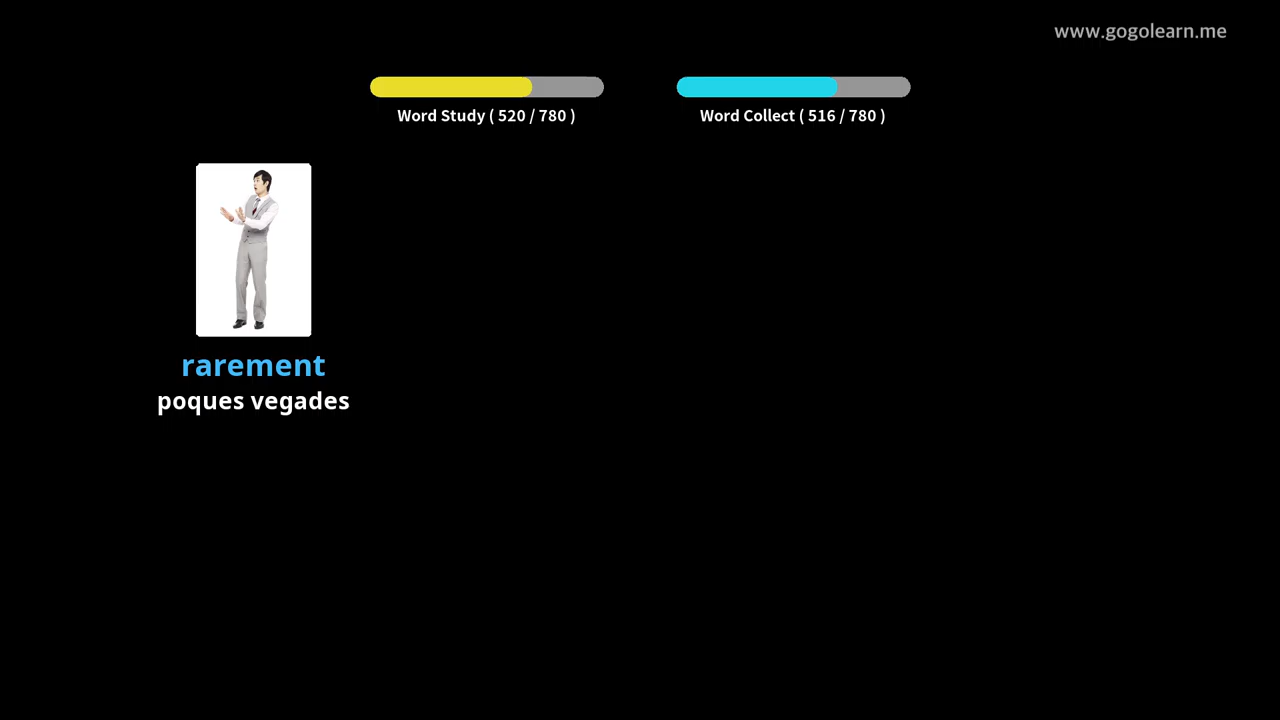 www.gogolearn.me
Word Study ( 520 / 780 )
Word Collect ( 516 / 780 )
rarement
poques vegades